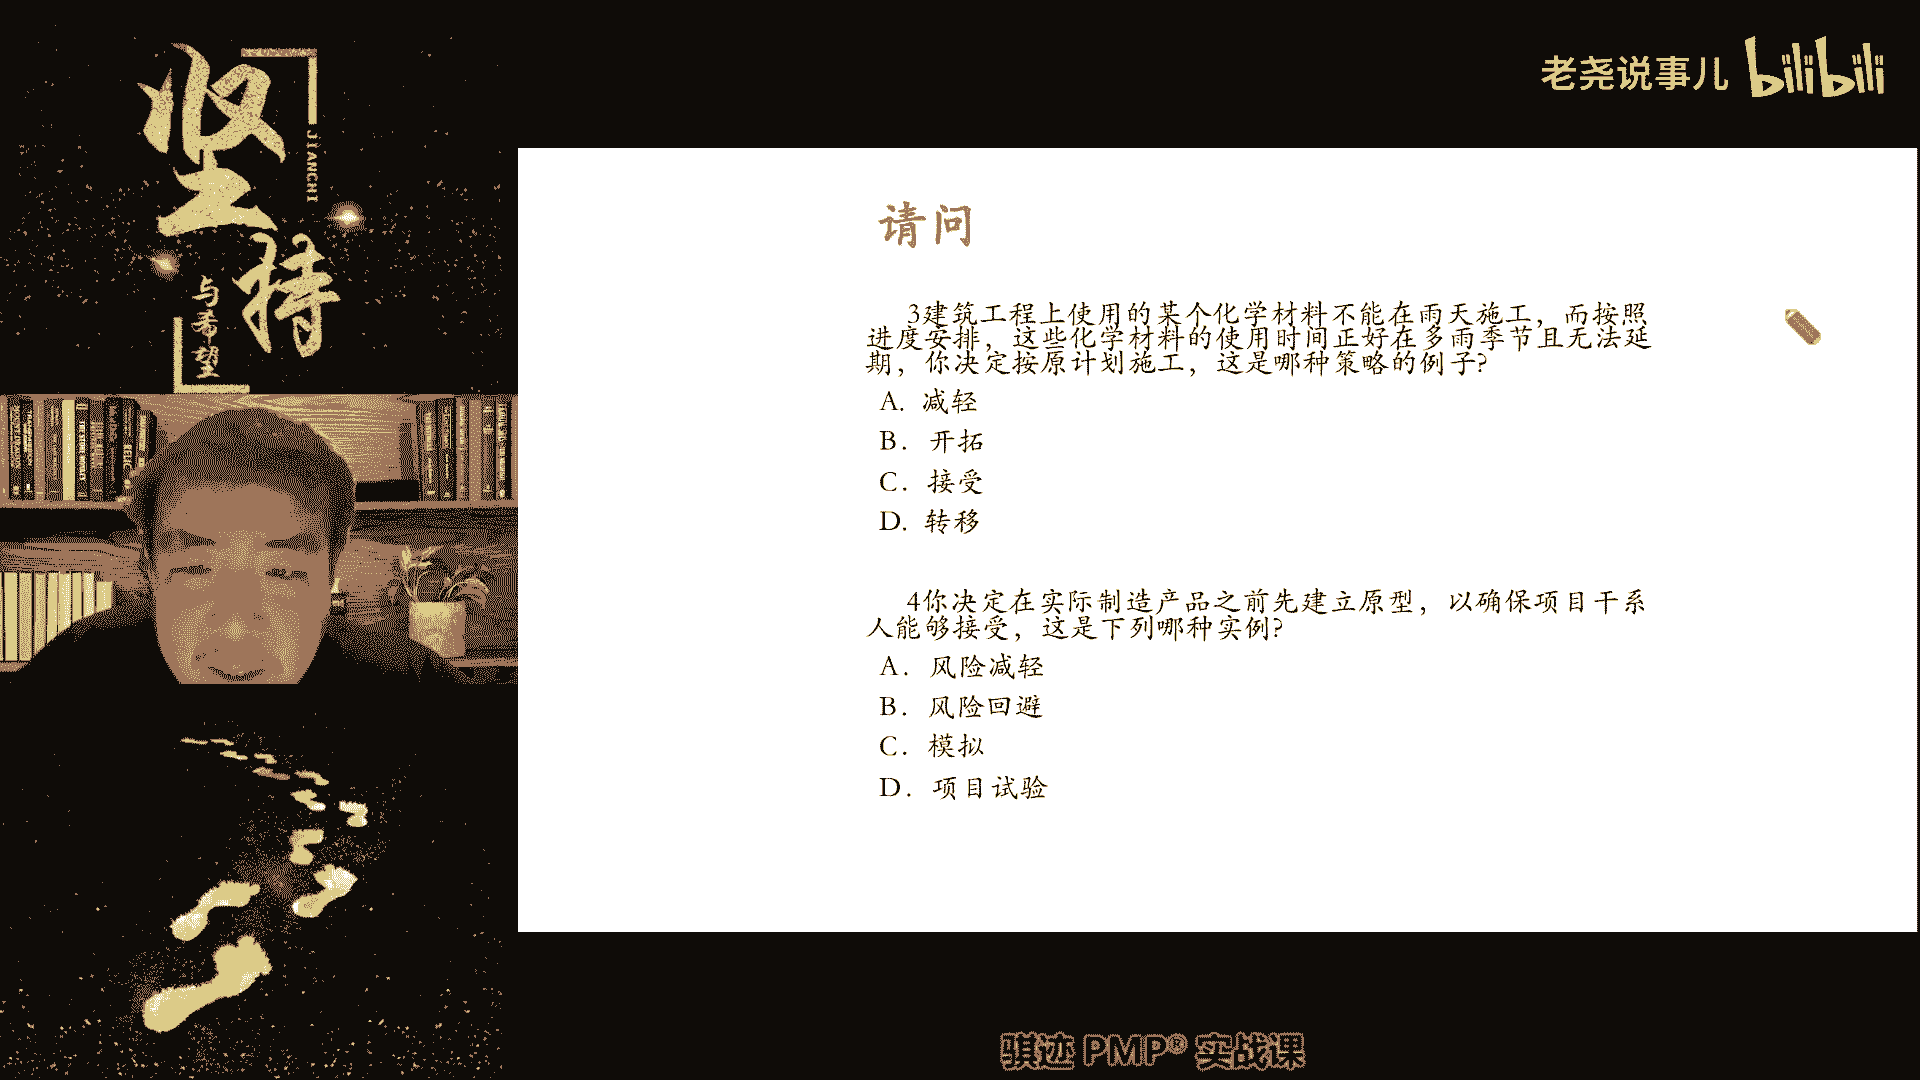 坚持
JIANCHI
与希望
老尧说事儿 bilibili
请问
3建筑工程上使用的某个化学材料不能在雨天施工，而按照
进度安排，这些化学材料的使用时间正好在多雨季节且无法延
期，你决定按原计划施工，这是哪种策略的例子?
A. 减轻
B. 开拓
C. 接受
D. 转移
4你决定在实际制造产品之前先建立原型，以确保项目干系
人能够接受，这是下列哪种实例?
A. 风险减轻
B. 风险回避
C. 模拟
D. 项目试验
骐迹 PMP® 实战课